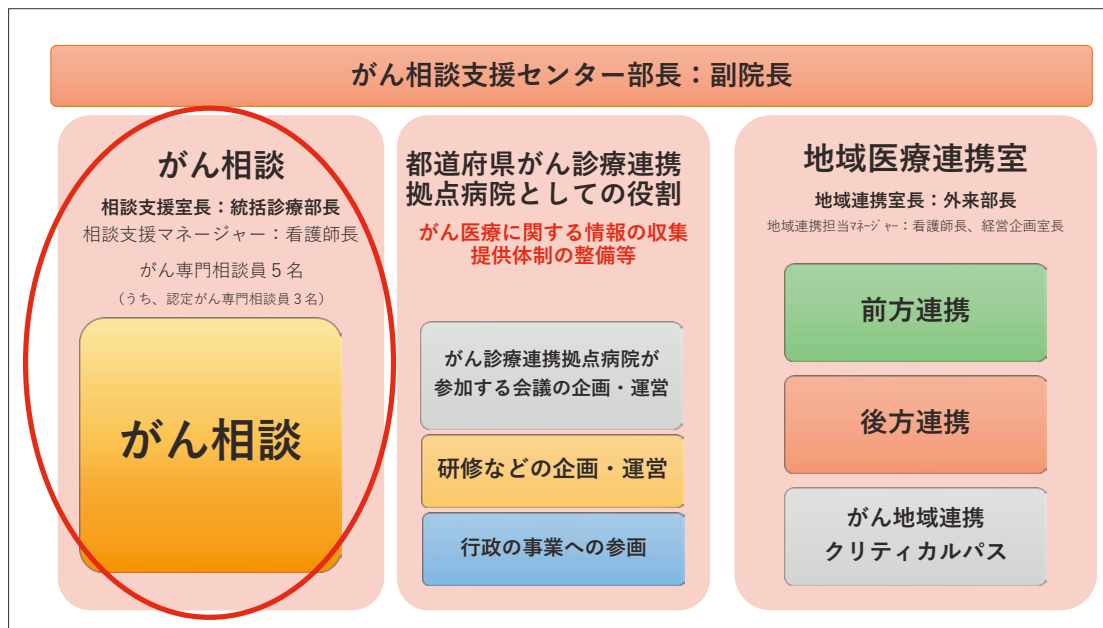 がん相談支援センター部長：副院長
がん相談
相談支援室長：統括診療部長
相談支援マネージャー：看護師長
がん専門相談員５名
（うち、認定がん専門相談員３名）
がん相談
都道府県がん診療連携
拠点病院としての役割
がん医療に関する情報の収集
提供体制の整備等
がん診療連携拠点病院が
参加する会議の企画・運営
研修などの企画・運営
行政の事業への参画
地域医療連携室
地域連携室長：外来部長
地域連携担当ﾏﾈｰｼﾞｬｰ：看護師長、経営企画室長
前方連携
後方連携
がん地域連携
クリティカルパス